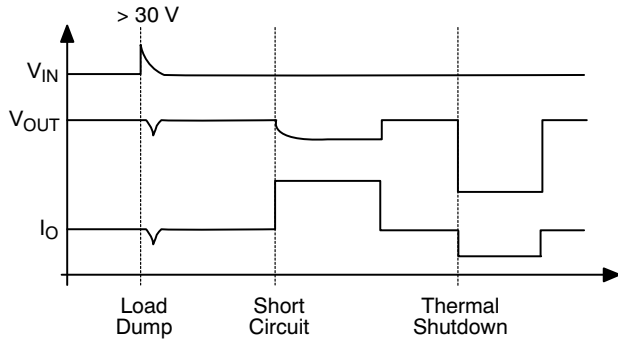 > 30 V
VIN
VOUT
IO
Load
Dump
Short
Circuit
Thermal
Shutdown